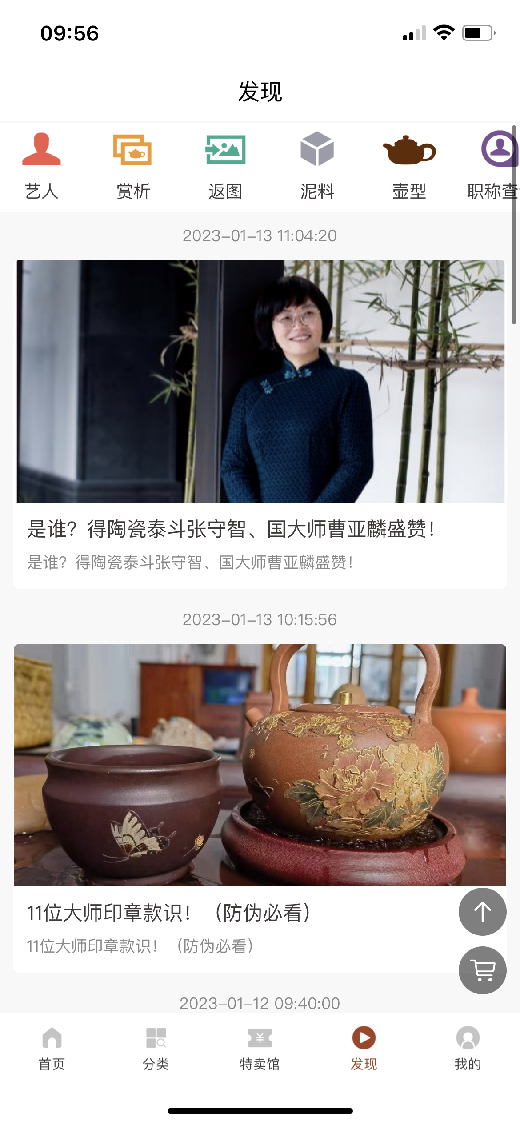 09:56
发现
艺人 赏析 返图 泥料 壶型 职称查
2023-01-13 11:04:20
是谁？得陶瓷泰斗张守智、国大师曹亚麟盛赞！
是谁？得陶瓷泰斗张守智、国大师曹亚麟盛赞！
2023-01-13 10:15:56
11位大师印章款识！（防伪必看）
11位大师印章款识！（防伪必看）
2023-01-12 09:40:00
¥
首页 分类 特卖馆 发现 我的